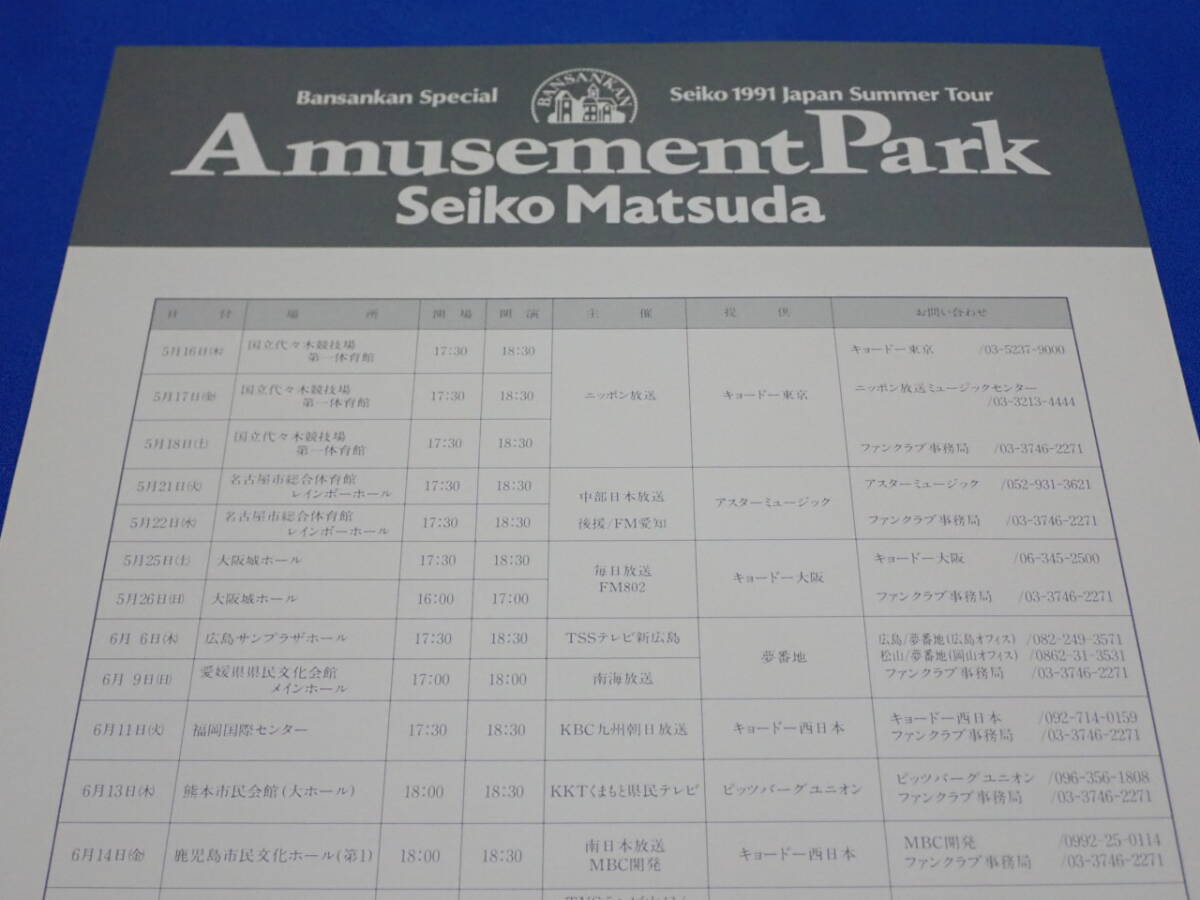 Bansankan Special
BANSANKAN
Seiko 1991 Japan Summer Tour
Amusement Park
Seiko Matsuda
日 付 場 所 開 場 開 演 主 催 提 供 お問い合わせ
5月16日(木) 国立代々木競技場 第一体育館 17:30 18:30 キョードー東京 /03-5237-9000
5月17日(金) 国立代々木競技場 第一体育館 17:30 18:30 ニッポン放送 キョードー東京 ニッポン放送ミュージックセンター
/03-3213-4444
5月18日(土) 国立代々木競技場 第一体育館 17:30 18:30 ファンクラブ事務局 /03-3746-2271
5月21日(火) 名古屋市総合体育館 レインボーホール 17:30 18:30 中部日本放送 アスターミュージック アスターミュージック /052-931-3621
5月22日(水) 名古屋市総合体育館 レインボーホール 17:30 18:30 後援/FM愛知 ファンクラブ事務局 /03-3746-2271
5月25日(土) 大阪城ホール 17:30 18:30 毎日放送 キョードー大阪 キョードー大阪 /06-345-2500
5月26日(日) 大阪城ホール 16:00 17:00 FM802 ファンクラブ事務局 /03-3746-2271
6月 6日(木) 広島サンプラザホール 17:30 18:30 TSSテレビ新広島 夢番地 広島/夢番地(広島オフィス) /082-249-3571
松山/夢番地(岡山オフィス) /0862-31-3531
6月 9日(日) 愛媛県県民文化会館 メインホール 17:00 18:00 南海放送 ファンクラブ事務局 /03-3746-2271
6月11日(火) 福岡国際センター 17:30 18:30 KBC九州朝日放送 キョードー西日本 キョードー西日本 /092-714-0159
ファンクラブ事務局 /03-3746-2271
6月13日(木) 熊本市民会館(大ホール) 18:00 18:30 KKTくまもと県民テレビ ピッツバーグユニオン ピッツバーグユニオン /096-356-1808
ファンクラブ事務局 /03-3746-2271
6月14日(金) 鹿児島市民文化ホール(第1) 18:00 18:30 南日本放送 キョードー西日本 MBC開発 /0992-25-0114
MBC開発 ファンクラブ事務局 /03-3746-2271